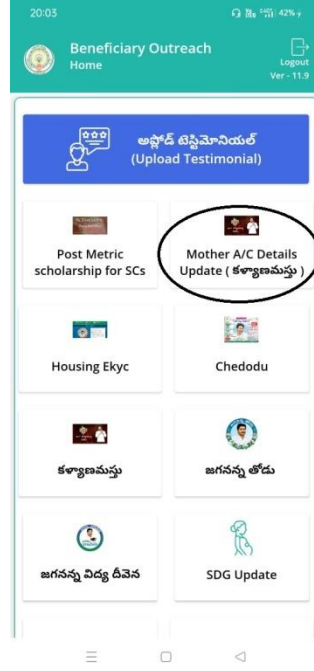 20:03
42%
Beneficiary Outreach
Home
Logout
Ver - 11.9
అప్లోడ్ టెస్టిమోనియల్
(Upload Testimonial)
Post Metric
scholarship for SCs
Mother A/C Details
Update ( కళ్యాణమస్తు )
Housing Ekyc
Chedodu
కళ్యాణమస్తు
జగనన్న తోడు
జగనన్న విద్య దీవెన
SDG Update